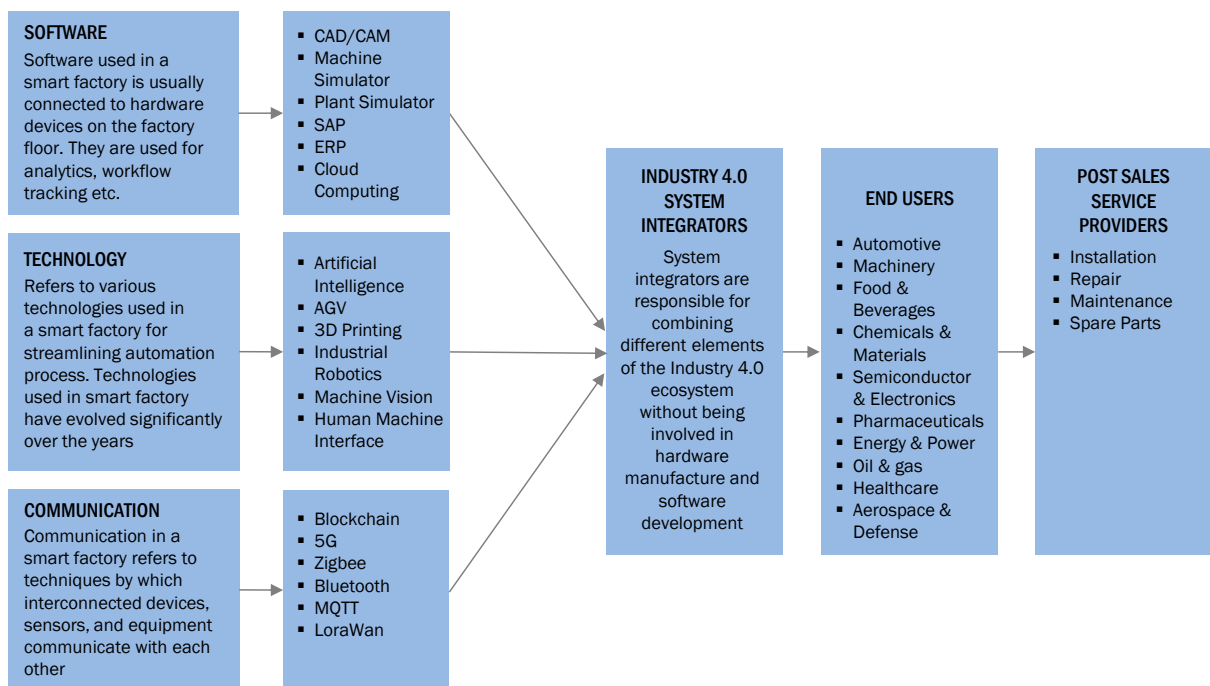 SOFTWARE
Software used in a
smart factory is usually
connected to hardware
devices on the factory
floor. They are used for
analytics, workflow
tracking etc.
▪ CAD/CAM
▪ Machine
Simulator
▪ Plant Simulator
▪ SAP
▪ ERP
▪ Cloud
Computing
TECHNOLOGY
Refers to various
technologies used in
a smart factory for
streamlining automation
process. Technologies
used in smart factory
have evolved significantly
over the years
▪ Artificial
Intelligence
▪ AGV
▪ 3D Printing
▪ Industrial
Robotics
▪ Machine Vision
▪ Human Machine
Interface
COMMUNICATION
Communication in a
smart factory refers to
techniques by which
interconnected devices,
sensors, and equipment
communicate with each
other
▪ Blockchain
▪ 5G
▪ Zigbee
▪ Bluetooth
▪ MQTT
▪ LoraWan
INDUSTRY 4.0
SYSTEM
INTEGRATORS
System
integrators are
responsible for
combining
different elements
of the Industry 4.0
ecosystem
without being
involved in
hardware
manufacture and
software
development
END USERS
▪ Automotive
▪ Machinery
▪ Food &
Beverages
▪ Chemicals &
Materials
▪ Semiconductor
& Electronics
▪ Pharmaceuticals
▪ Energy & Power
▪ Oil & gas
▪ Healthcare
▪ Aerospace &
Defense
POST SALES
SERVICE
PROVIDERS
▪ Installation
▪ Repair
▪ Maintenance
▪ Spare Parts